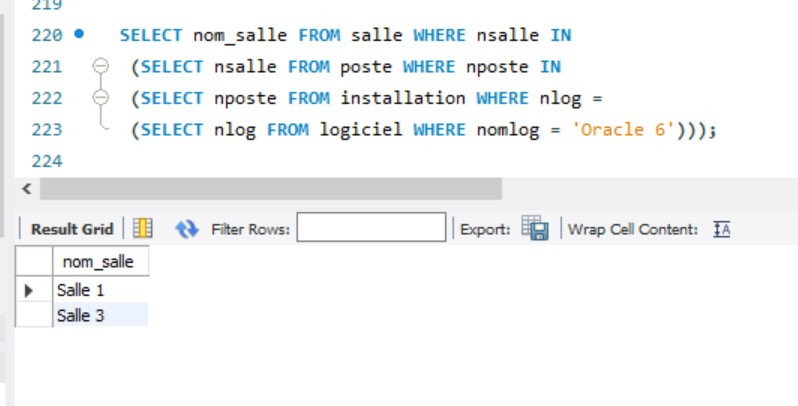 219
220 SELECT nom_salle FROM salle WHERE nsalle IN
221 (SELECT nsalle FROM poste WHERE nposte IN
222 (SELECT nposte FROM installation WHERE nlog =
223 (SELECT nlog FROM logiciel WHERE nomlog = 'Oracle 6')));
224
Result Grid Filter Rows: Export: Wrap Cell Content: IA
nom_salle
Salle 1
Salle 3